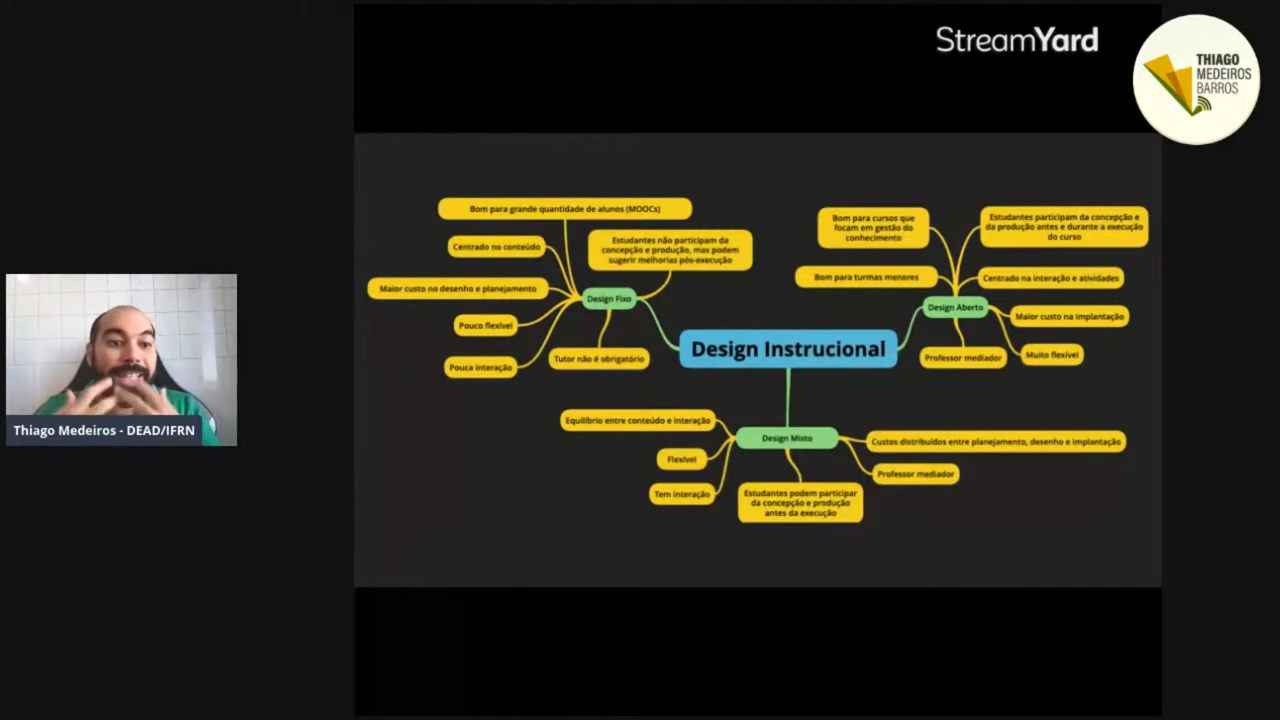 StreamYard
THIAGO
MEDEIROS
BARROS
Bom para grande quantidade de alunos (MOOCs)
Centrado no conteúdo
Estudantes não participam da
concepção e produção, mas podem
sugerir melhorias pós-execução
Maior custo no desenho e planejamento
Design Fixo
Pouco flexível
Pouca interação
Tutor não é obrigatório
Bom para cursos que
focam em gestão do
conhecimento
Estudantes participam da concepção e
da produção antes e durante a execução
do curso
Bom para turmas menores
Centrado na interação e atividades
Design Aberto
Maior custo na implantação
Professor mediador
Muito flexível
Design Instrucional
Equilíbrio entre conteúdo e interação
Design Misto
Custos distribuídos entre planejamento, desenho e implantação
Flexível
Professor mediador
Tem interação
Estudantes podem participar
da concepção e produção
antes da execução
Thiago Medeiros - DEAD/IFRN